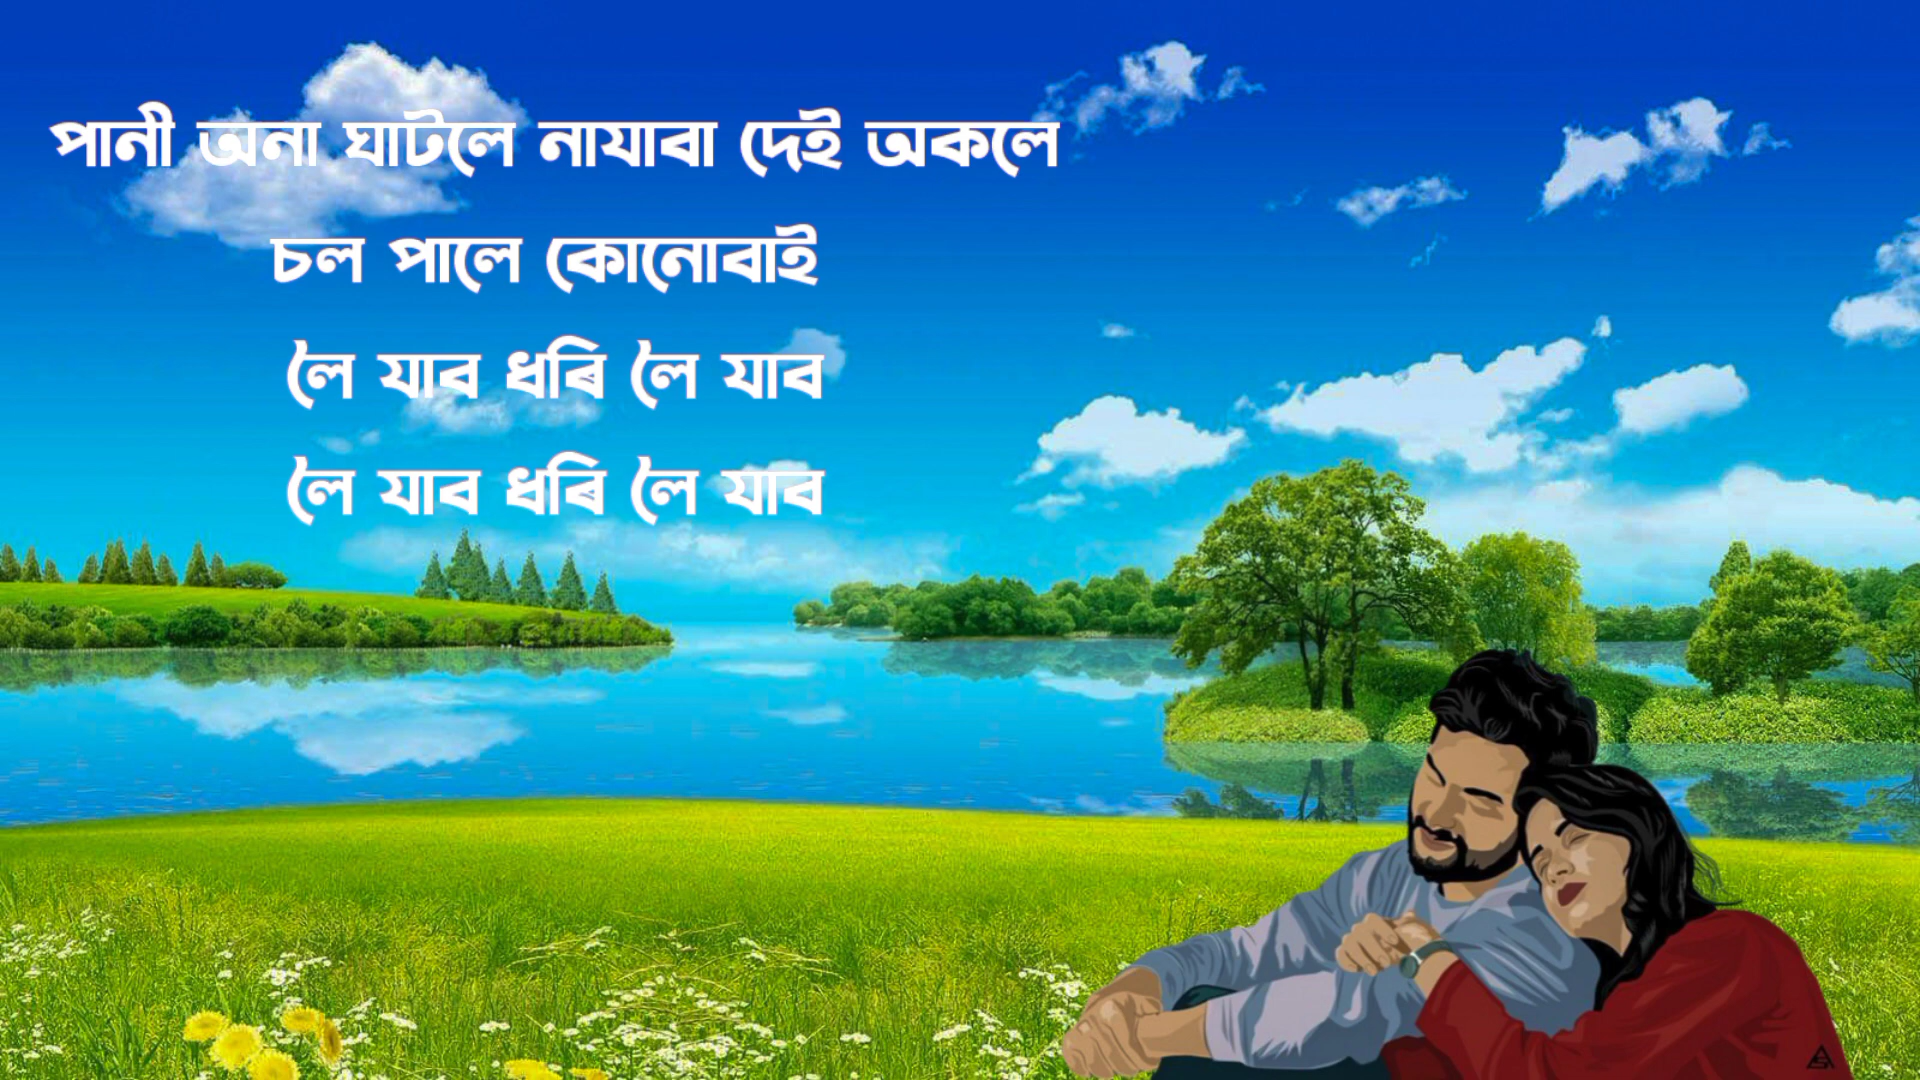 পানী অনা ঘাটলে নাযাবা দেই অকলে
চল পালে কোনোবাই
লৈ যাব ধৰি লৈ যাব
লৈ যাব ধৰি লৈ যাব